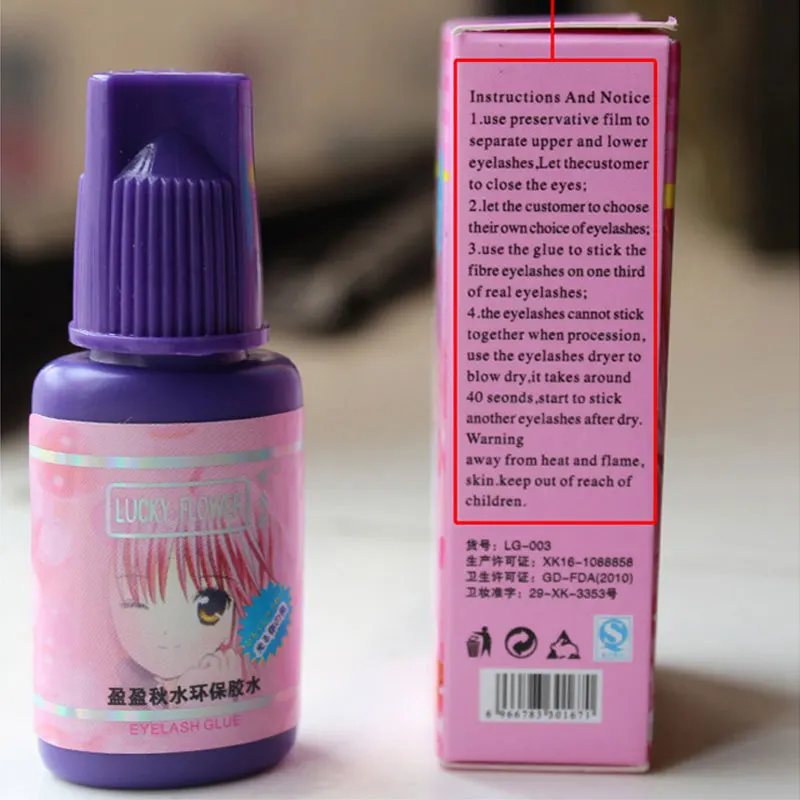 LUCKY FLOWER
盈盈秋水环保胶水
EYELASH GLUE
Instructions And Notice
1.use preservative film to
separate upper and lower
eyelashes,Let thecustomer
to close the eyes;
2.let the customer to choose
their own choice of eyelashes;
3.use the glue to stick the
fibre eyelashes on one third
of real eyelashes;
4.the eyelashes cannot stick
together when procession,
use the eyelashes dryer to
blow dry,it takes around
40 seonds,start to stick
another eyelashes after dry.
Warning
away from heat and flame,
skin.keep out of reach of
children.
货号：LG-003
生产许可证：XK16-1088858
卫生许可证：GD-FDA(2010)
卫妆准字：29-XK-3353号
6 966783 501671